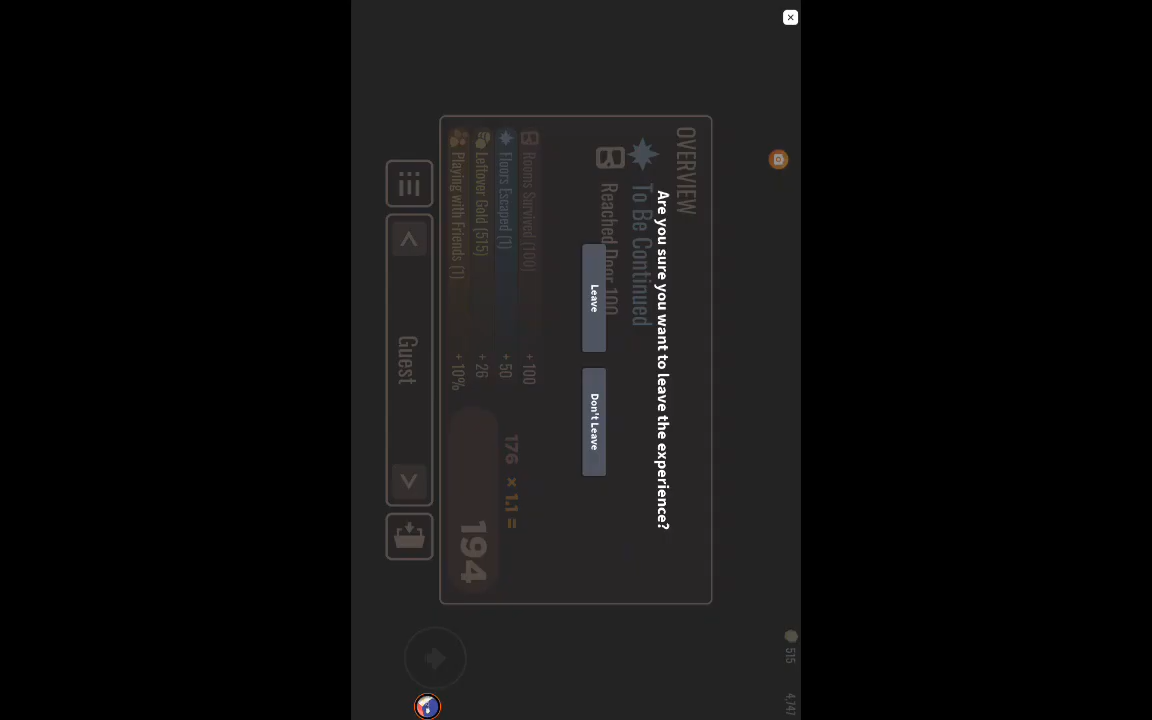 OVERVIEW
To Be Continued
Reached Door 100
Are you sure you want to leave the experience?
Leave
Don't Leave
Rooms Survived (100) + 100
Floors Escaped (1) + 50
Leftover Gold (515) + 26
Playing with Friends (1) + 10%
176 × 1.1 =
194
Guest
515
4,747